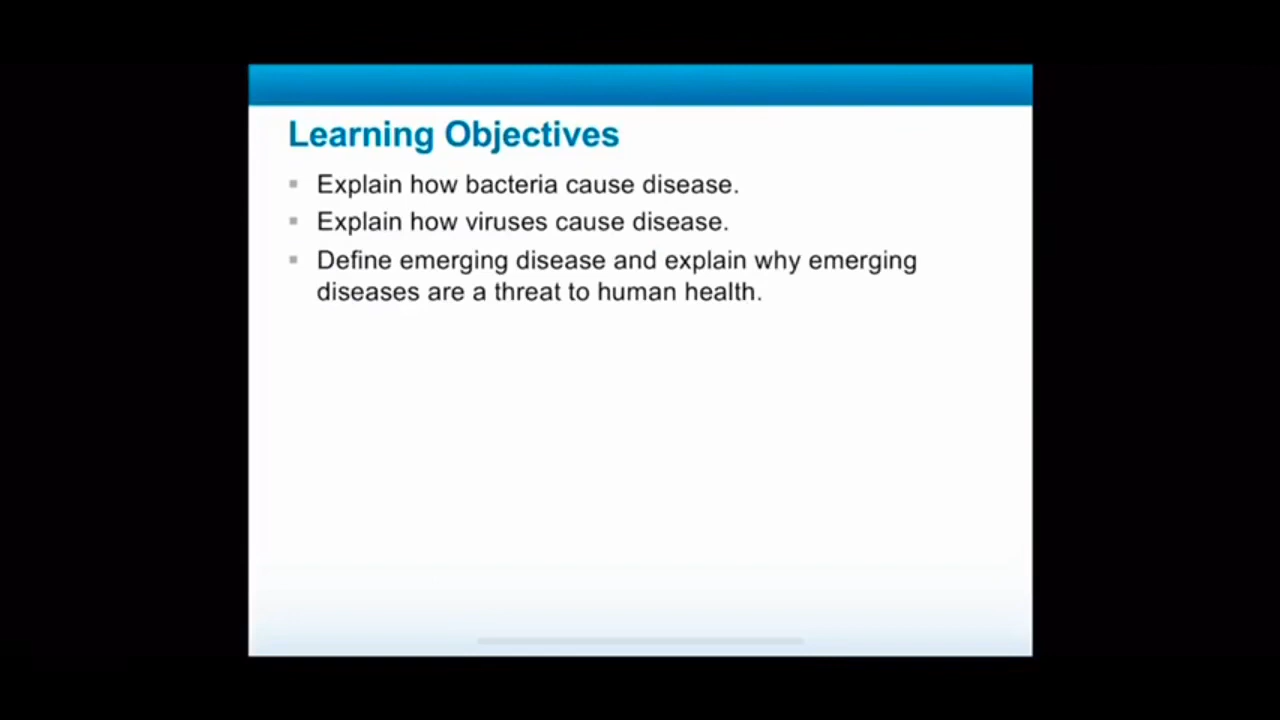 Learning Objectives
Explain how bacteria cause disease.
Explain how viruses cause disease.
Define emerging disease and explain why emerging
diseases are a threat to human health.